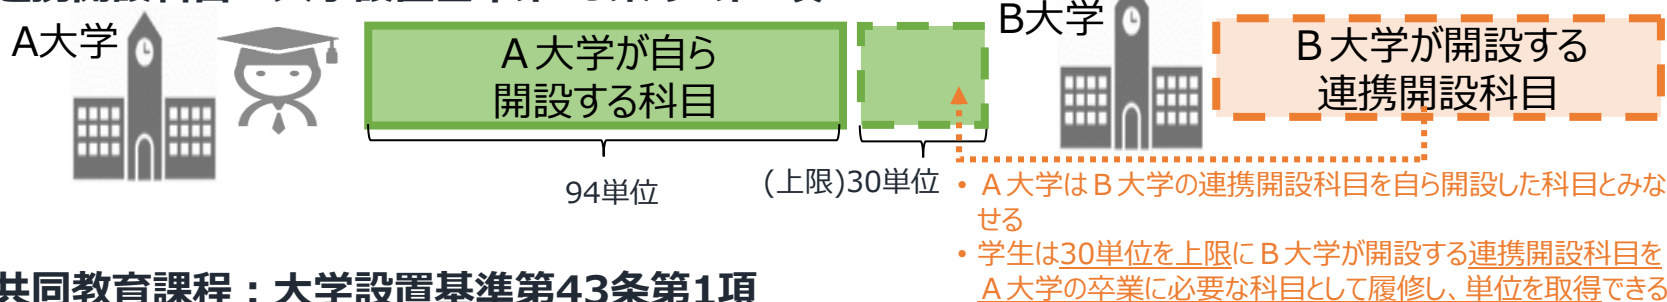 A大学
A大学が自ら
開設する科目
94単位
(上限)30単位
B大学
B大学が開設する
連携開設科目
• A大学はB大学の連携開設科目を自ら開設した科目とみな
せる
• 学生は30単位を上限にB大学が開設する連携開設科目を
A大学の卒業に必要な科目として履修し、単位を取得できる
共同教育課程：大学設置基準第43条第1項